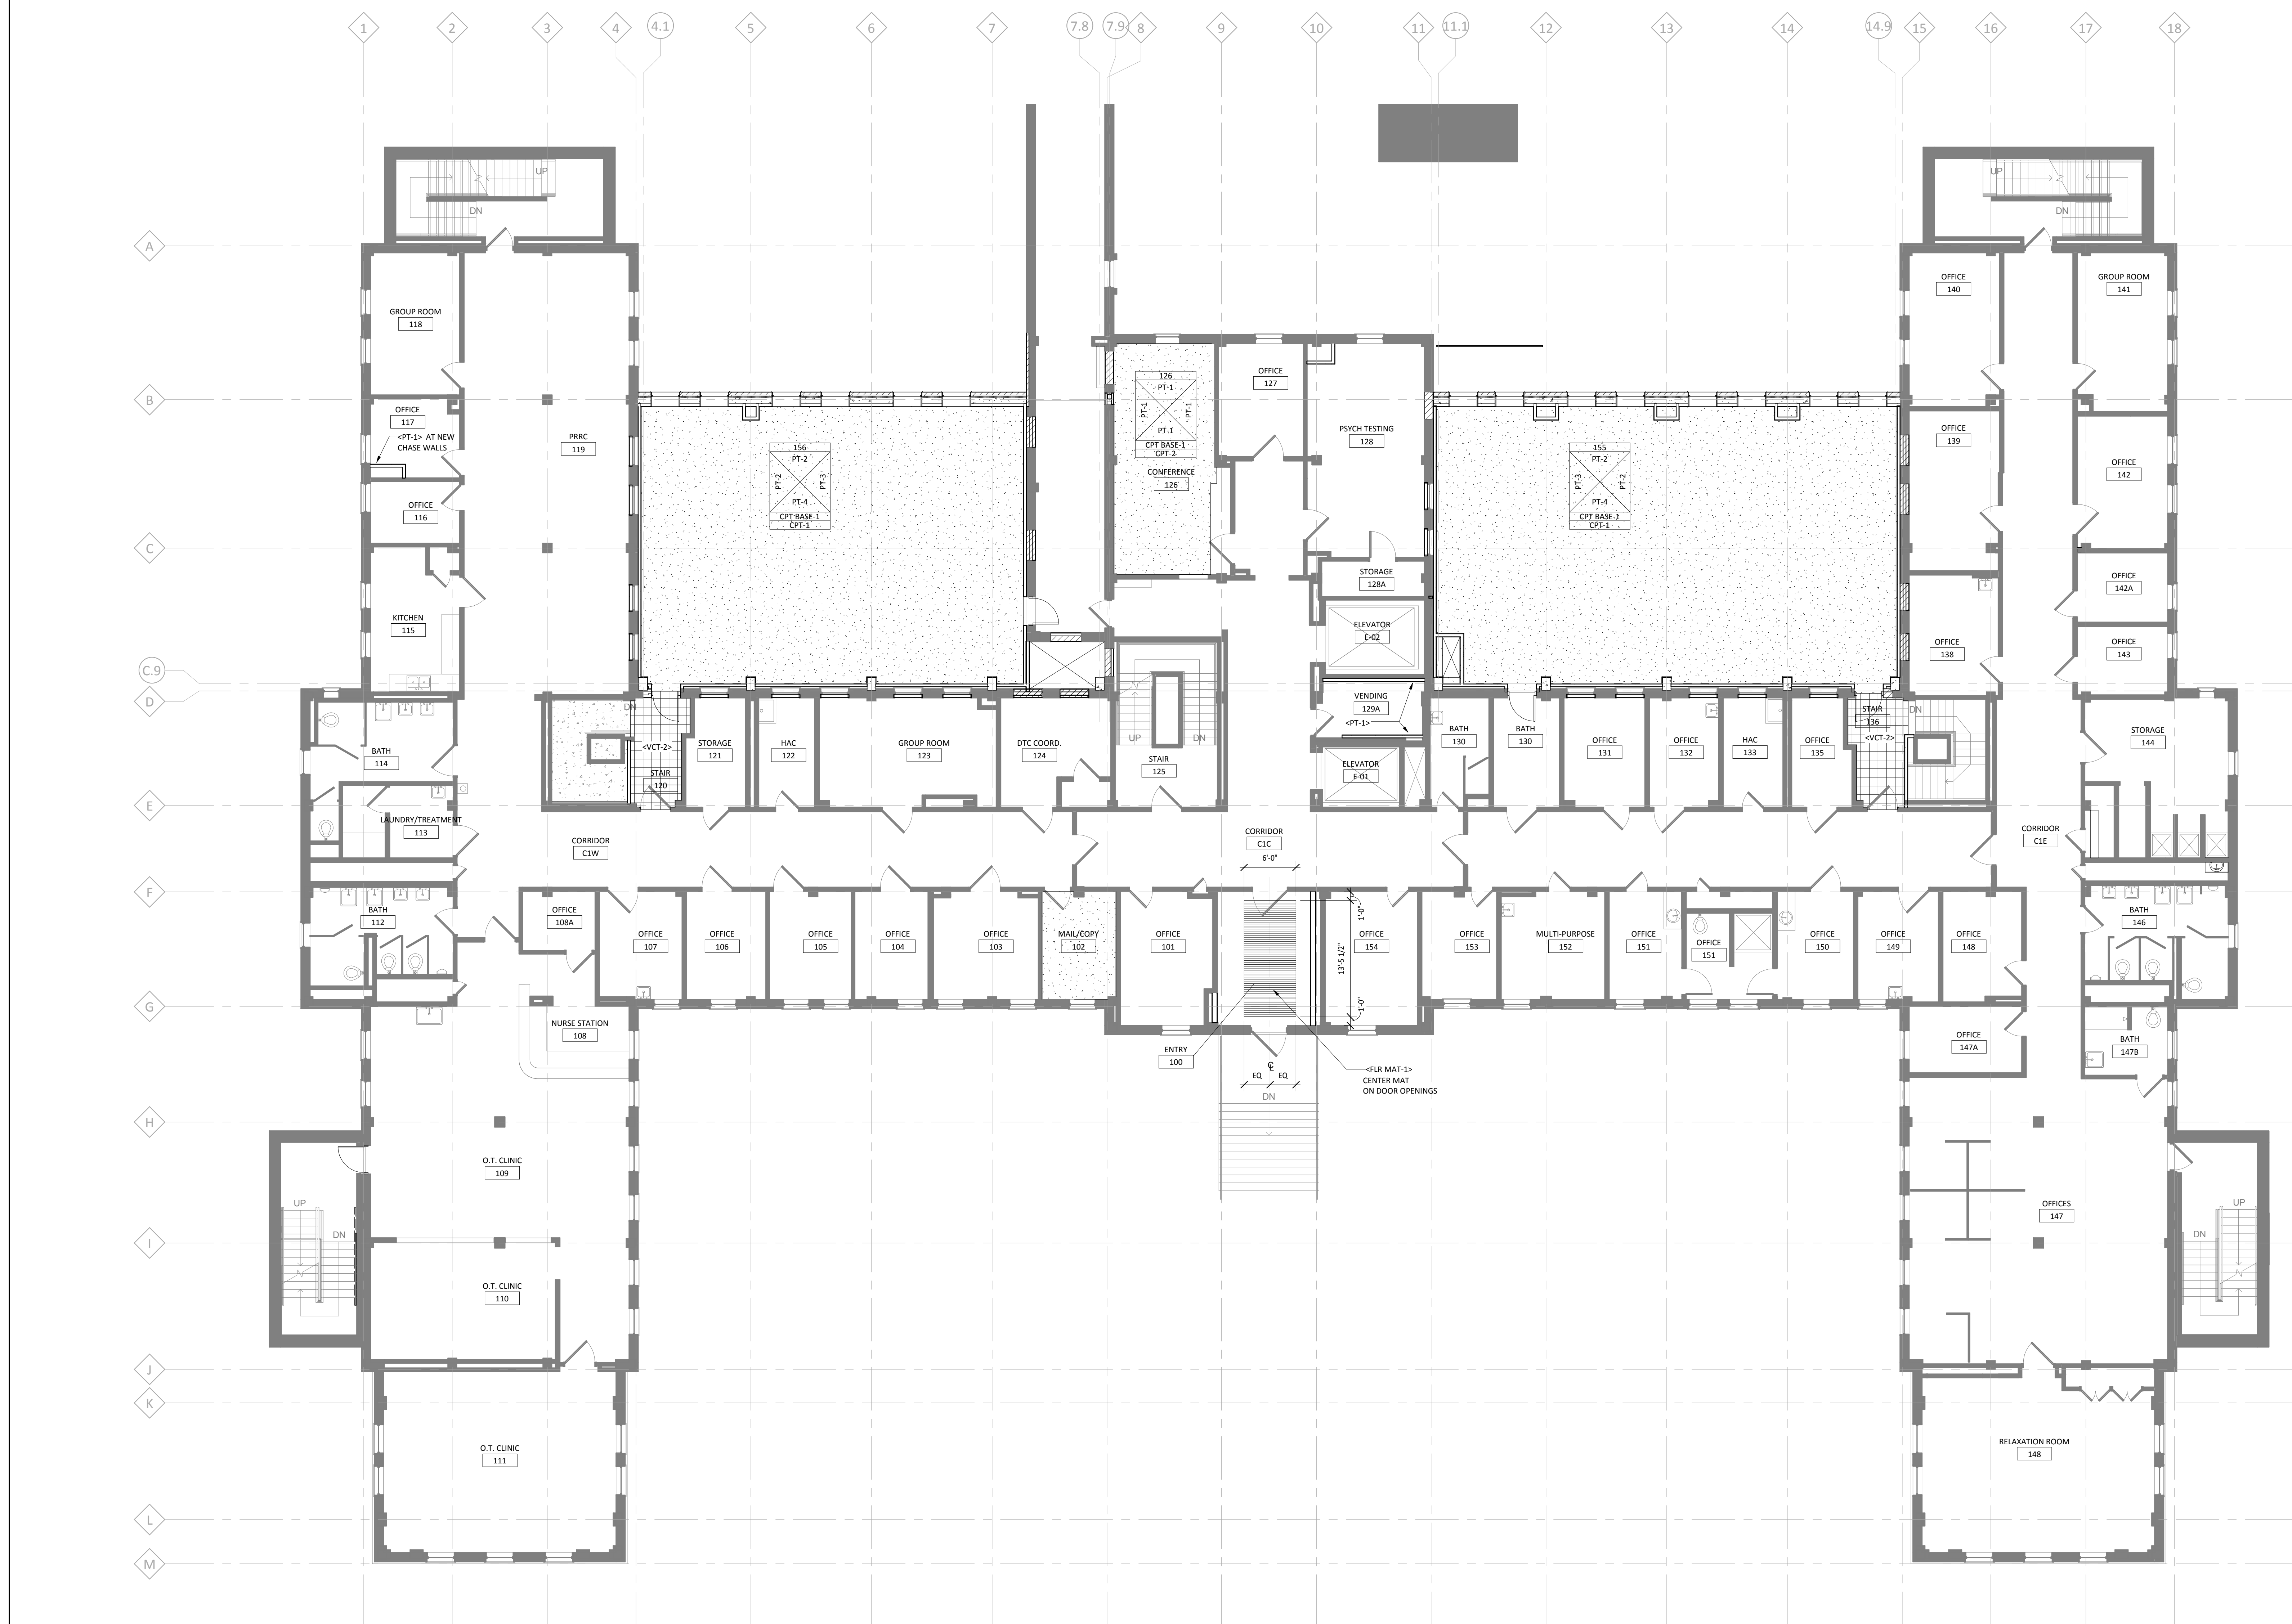 1 2 3 4 4.1 5 6 7 7.8 7.9 8 9 10 11 11.1 12 13 14 14.9 15 16 17 18
UP
DN
UP
DN
A
GROUP ROOM
118
OFFICE
140
GROUP ROOM
141
B
OFFICE
117
<PT-1> AT NEW
CHASE WALLS
PRRC
119
156
PT-2
PT-2
PT-3
PT-4
CPT BASE-1
CPT-1
126
PT-1
PT-1
PT-1
PT-1
CPT BASE-1
CPT-2
CONFERENCE
126
OFFICE
127
PSYCH TESTING
128
155
PT-2
PT-3
PT-2
PT-4
CPT BASE-1
CPT-1
OFFICE
139
OFFICE
142
OFFICE
116
C
KITCHEN
115
STORAGE
128A
ELEVATOR
E-02
OFFICE
142A
OFFICE
138
OFFICE
143
C.9
D
VENDING
129A
<PT-1>
DN
BATH
114
<VCT-2>
STAIR
120
STORAGE
121
HAC
122
GROUP ROOM
123
DTC COORD.
124
UP
DN
STAIR
125
ELEVATOR
E-01
BATH
130
BATH
130
OFFICE
131
OFFICE
132
HAC
133
OFFICE
135
STAIR
136
<VCT-2>
DN
STORAGE
144
E
LAUNDRY/TREATMENT
113
CORRIDOR
C1W
CORRIDOR
C1C
6'-0"
CORRIDOR
C1E
F
BATH
112
OFFICE
108A
OFFICE
107
OFFICE
106
OFFICE
105
OFFICE
104
OFFICE
103
MAIL/COPY
102
OFFICE
101
1'-0"
13'-5 1/2"
1'-0"
OFFICE
154
OFFICE
153
MULTI-PURPOSE
152
OFFICE
151
OFFICE
151
OFFICE
150
OFFICE
149
OFFICE
148
BATH
146
G
NURSE STATION
108
ENTRY
100
EQ
EQ
<FLR MAT-1>
CENTER MAT
ON DOOR OPENINGS
DN
OFFICE
147A
BATH
147B
H
O.T. CLINIC
109
UP
DN
OFFICES
147
UP
DN
I
O.T. CLINIC
110
J
K
O.T. CLINIC
111
RELAXATION ROOM
148
L
M